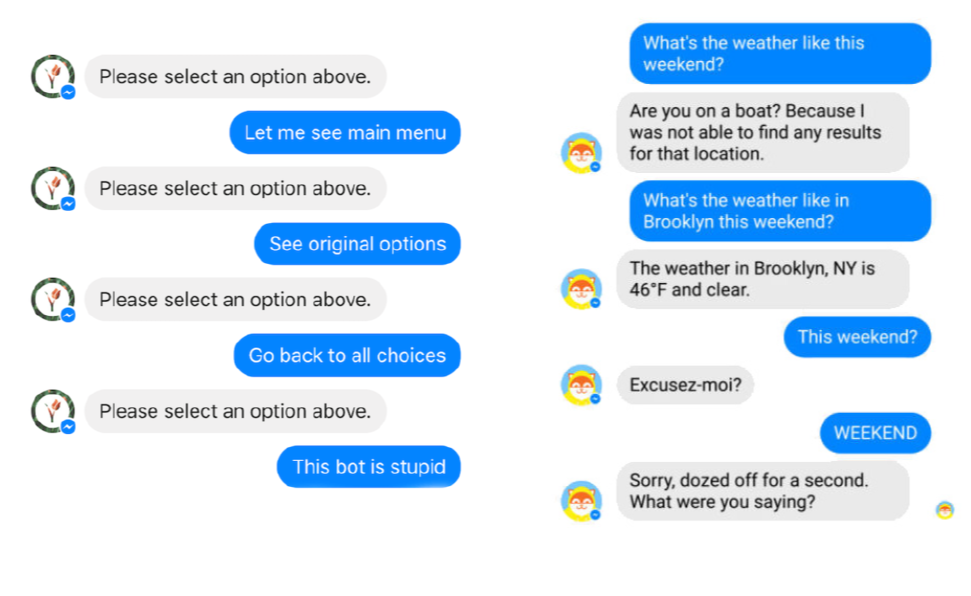 Please select an option above.
Let me see main menu
Please select an option above.
See original options
Please select an option above.
Go back to all choices
Please select an option above.
This bot is stupid
What's the weather like this
weekend?
Are you on a boat? Because I
was not able to find any results
for that location.
What's the weather like in
Brooklyn this weekend?
The weather in Brooklyn, NY is
46°F and clear.
This weekend?
Excusez-moi?
WEEKEND
Sorry, dozed off for a second.
What were you saying?